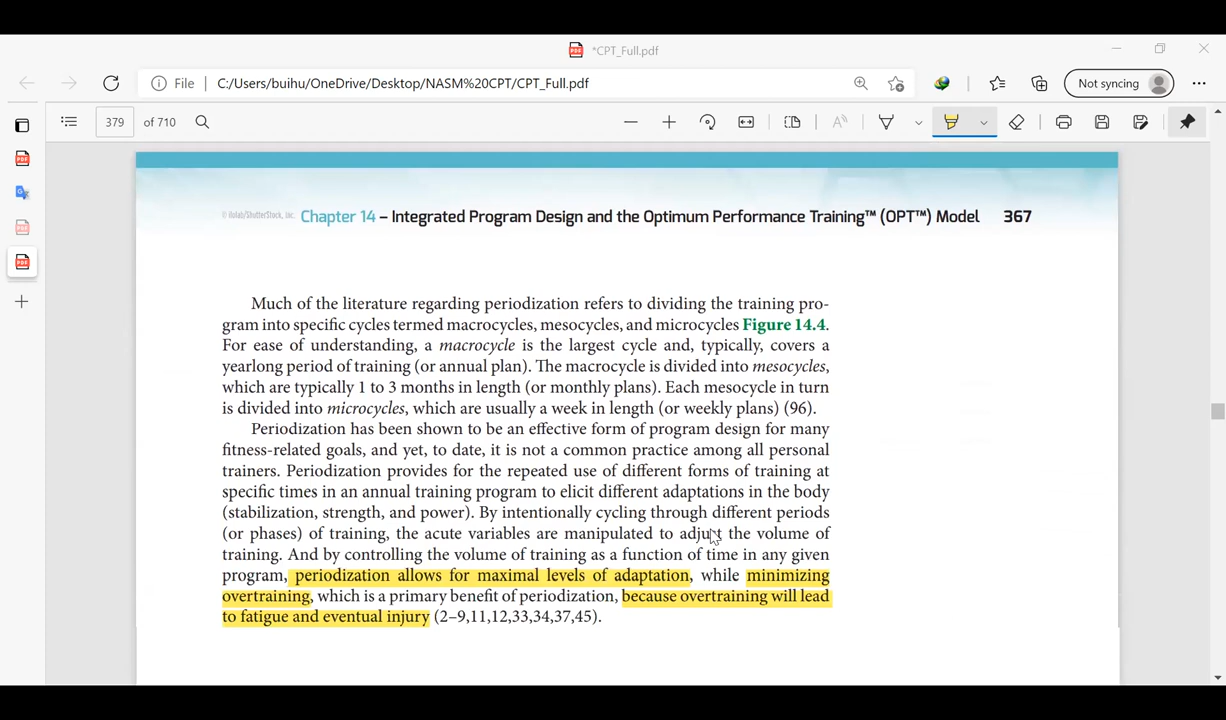 *CPT_Full.pdf
File
C:/Users/buihu/OneDrive/Desktop/NASM%20CPT/CPT_Full.pdf
Not syncing
379 of 710
Chapter 14 – Integrated Program Design and the Optimum Performance Training™ (OPT™) Model 367
Much of the literature regarding periodization refers to dividing the training pro-
gram into specific cycles termed macrocycles, mesocycles, and microcycles Figure 14.4.
For ease of understanding, a macrocycle is the largest cycle and, typically, covers a
yearlong period of training (or annual plan). The macrocycle is divided into mesocycles,
which are typically 1 to 3 months in length (or monthly plans). Each mesocycle in turn
is divided into microcycles, which are usually a week in length (or weekly plans) (96).
Periodization has been shown to be an effective form of program design for many
fitness-related goals, and yet, to date, it is not a common practice among all personal
trainers. Periodization provides for the repeated use of different forms of training at
specific times in an annual training program to elicit different adaptations in the body
(stabilization, strength, and power). By intentionally cycling through different periods
(or phases) of training, the acute variables are manipulated to adjust the volume of
training. And by controlling the volume of training as a function of time in any given
program, periodization allows for maximal levels of adaptation, while minimizing
overtraining, which is a primary benefit of periodization, because overtraining will lead
to fatigue and eventual injury (2–9,11,12,33,34,37,45).